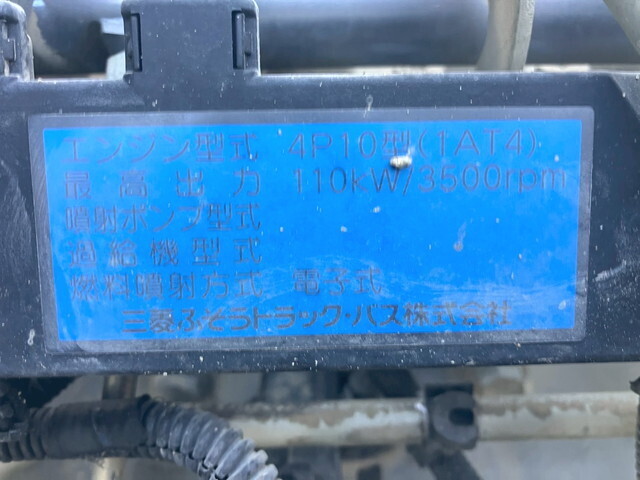 エンジン型式 4P10型(1AT4)
最高出力 110kW/3500rpm
噴射ポンプ型式
過給機型式
燃料噴射方式 電子式
三菱ふそうトラック・バス株式会社